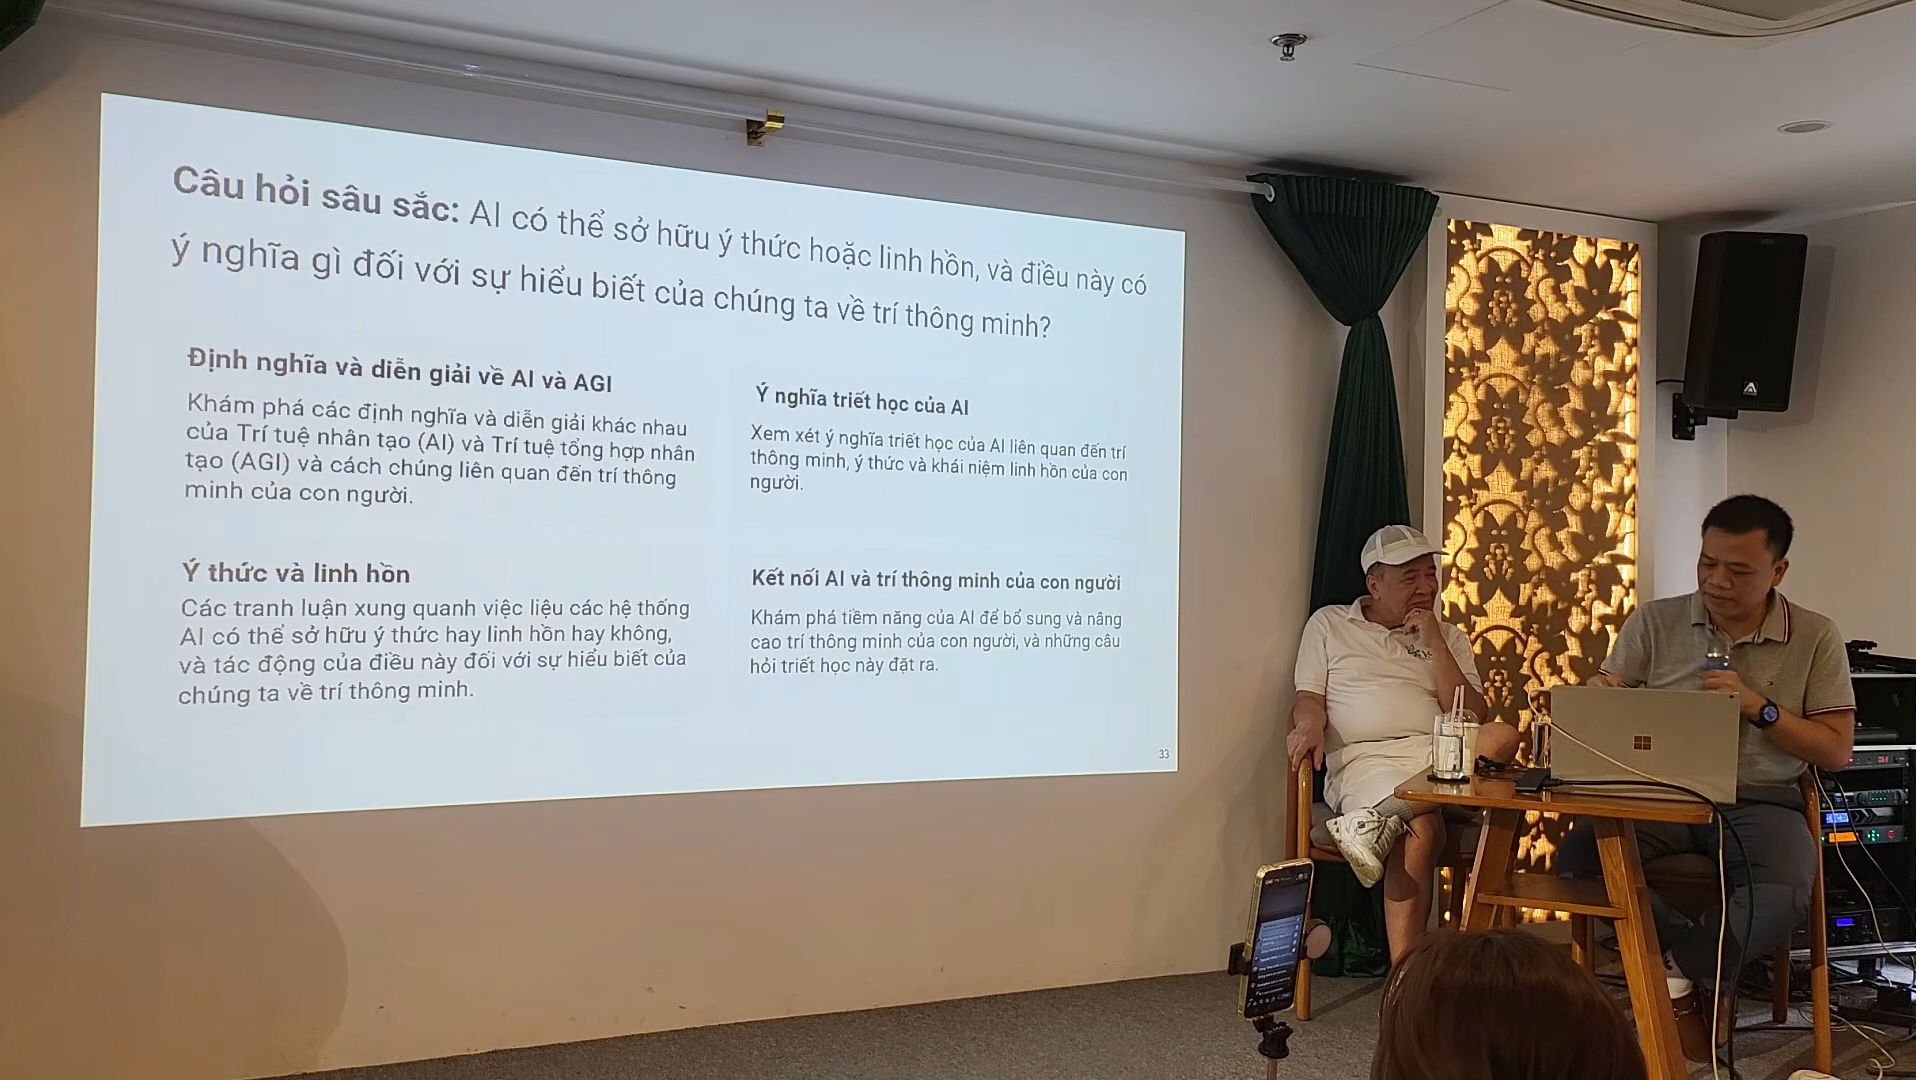 Câu hỏi sâu sắc: AI có thể sở hữu ý thức hoặc linh hồn, và điều này có
ý nghĩa gì đối với sự hiểu biết của chúng ta về trí thông minh?
Định nghĩa và diễn giải về AI và AGI
Khám phá các định nghĩa và diễn giải khác nhau
của Trí tuệ nhân tạo (AI) và Trí tuệ tổng hợp nhân
tạo (AGI) và cách chúng liên quan đến trí thông
minh của con người.
Ý nghĩa triết học của AI
Xem xét ý nghĩa triết học của AI liên quan đến trí
thông minh, ý thức và khái niệm linh hồn của con
người.
Ý thức và linh hồn
Các tranh luận xung quanh việc liệu các hệ thống
AI có thể sở hữu ý thức hay linh hồn hay không,
và tác động của điều này đối với sự hiểu biết của
chúng ta về trí thông minh.
Kết nối AI và trí thông minh của con người
Khám phá tiềm năng của AI để bổ sung và nâng
cao trí thông minh của con người, và những câu
hỏi triết học này đặt ra.
33